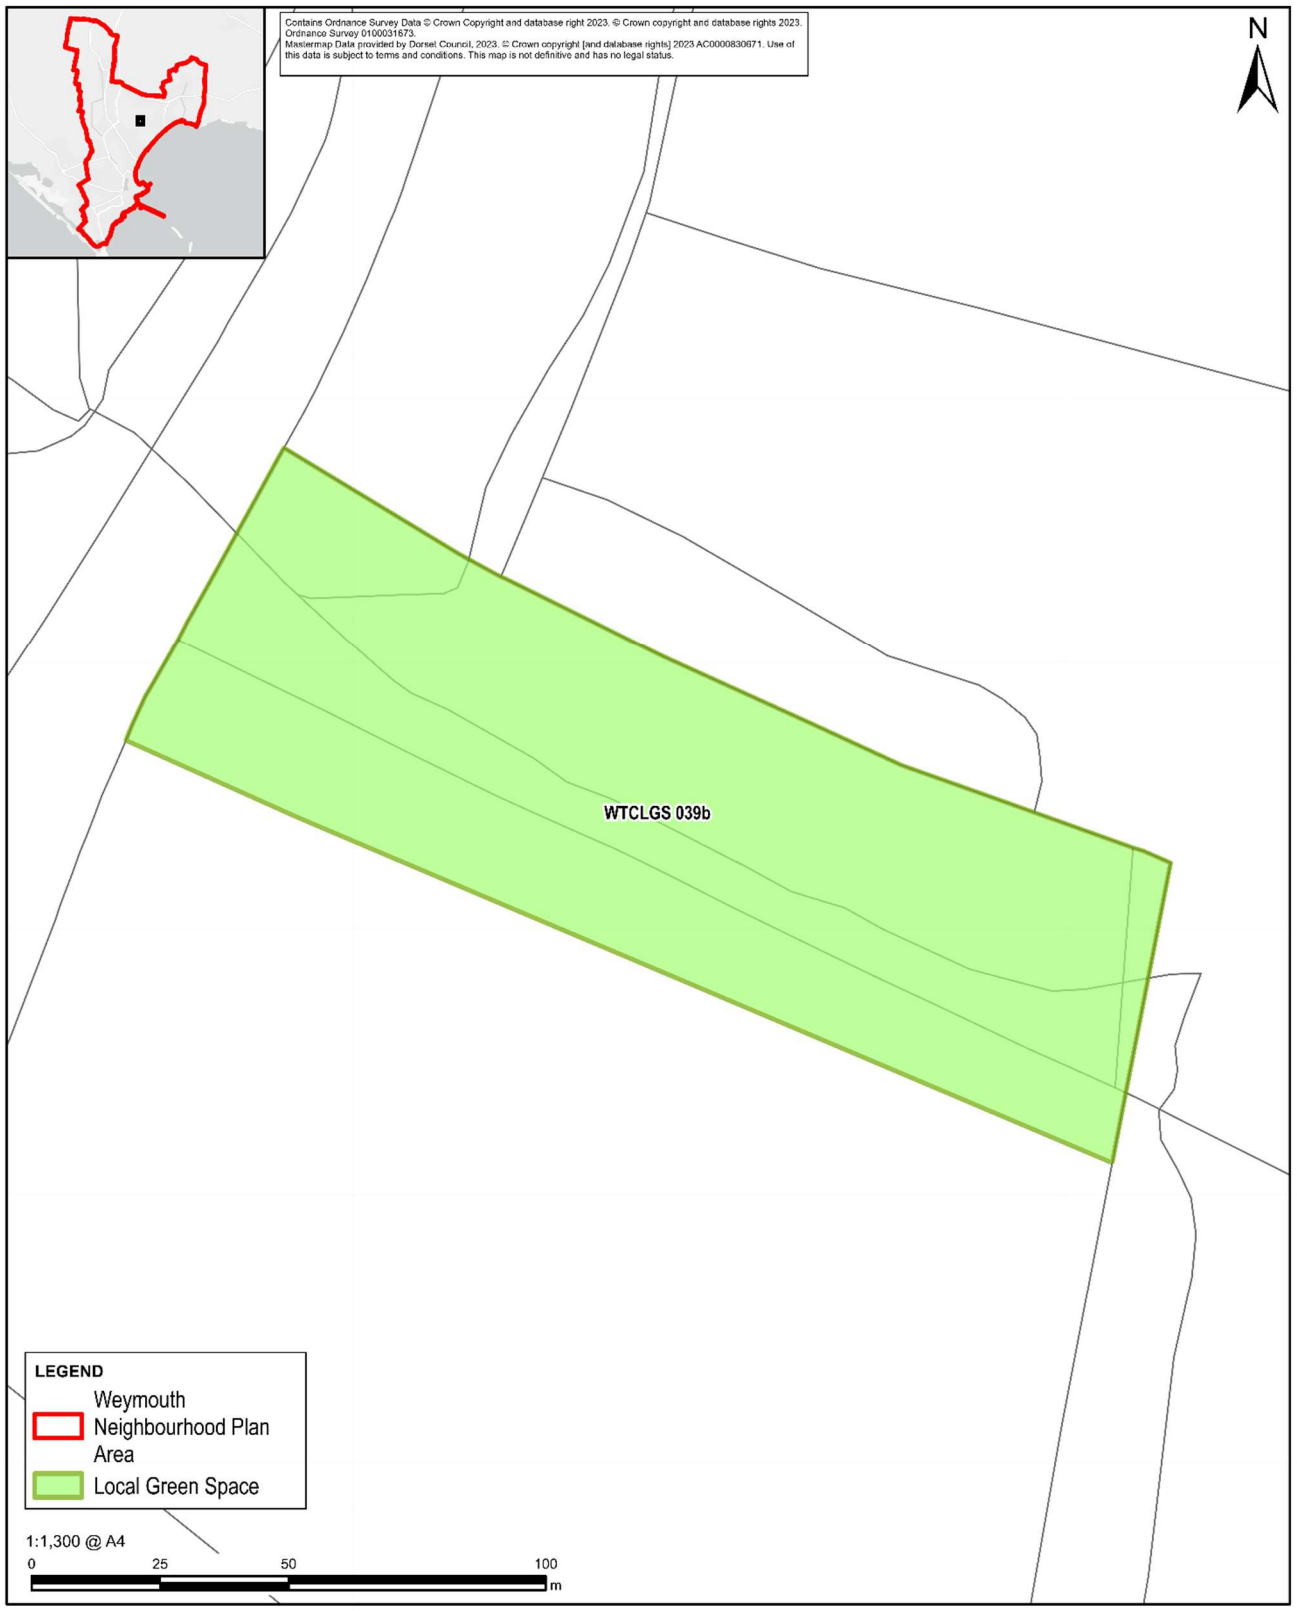 Contains Ordnance Survey Data © Crown Copyright and database right 2023. © Crown copyright and database rights 2023.
Ordnance Survey 0100031673.
Mastermap Data provided by Dorset Council, 2023. © Crown copyright [and database rights] 2023 AC0000830671. Use of
this data is subject to terms and conditions. This map is not definitive and has no legal status.
N
WTCLGS 039b
LEGEND
Weymouth
Neighbourhood Plan
Area
Local Green Space
1:1,300 @ A4
0 25 50 100
m